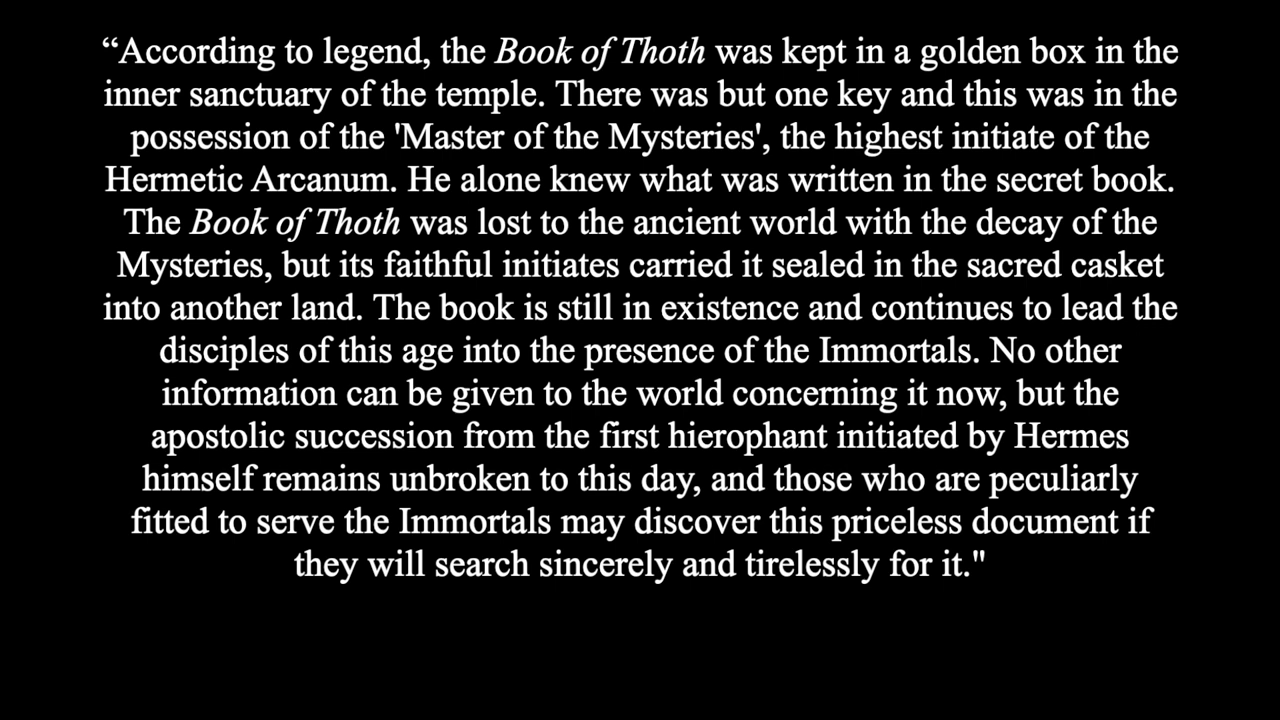 “According to legend, the Book of Thoth was kept in a golden box in the
inner sanctuary of the temple. There was but one key and this was in the
possession of the 'Master of the Mysteries', the highest initiate of the
Hermetic Arcanum. He alone knew what was written in the secret book.
The Book of Thoth was lost to the ancient world with the decay of the
Mysteries, but its faithful initiates carried it sealed in the sacred casket
into another land. The book is still in existence and continues to lead the
disciples of this age into the presence of the Immortals. No other
information can be given to the world concerning it now, but the
apostolic succession from the first hierophant initiated by Hermes
himself remains unbroken to this day, and those who are peculiarly
fitted to serve the Immortals may discover this priceless document if
they will search sincerely and tirelessly for it."